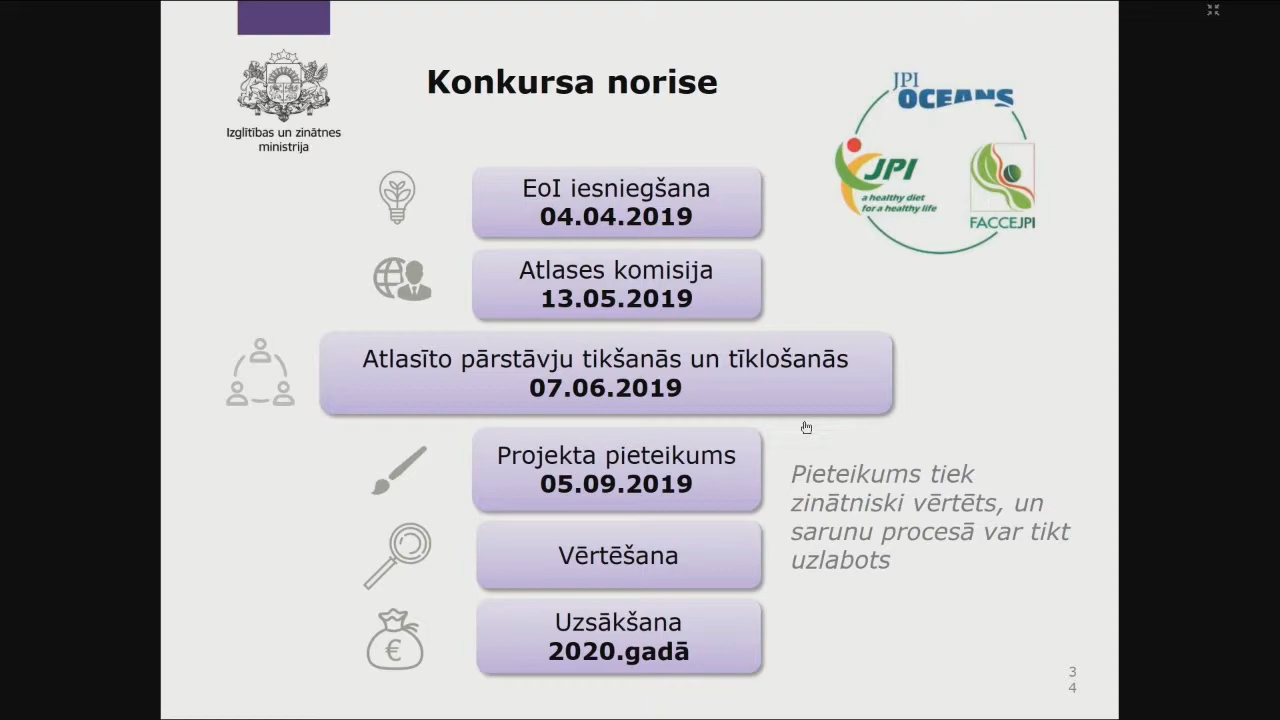 Konkursa norise
Izglītības un zinātnes
ministrija
JPI
OCEANS
JPI
a healthy diet
for a healthy life
FACCEJPI
EoI iesniegšana
04.04.2019
Atlases komisija
13.05.2019
Atlasīto pārstāvju tikšanās un tīklošanās
07.06.2019
Projekta pieteikums
05.09.2019
Pieteikums tiek
zinātniski vērtēts, un
sarunu procesā var tikt
uzlabots
Vērtēšana
Uzsākšana
2020.gadā
€
3
4